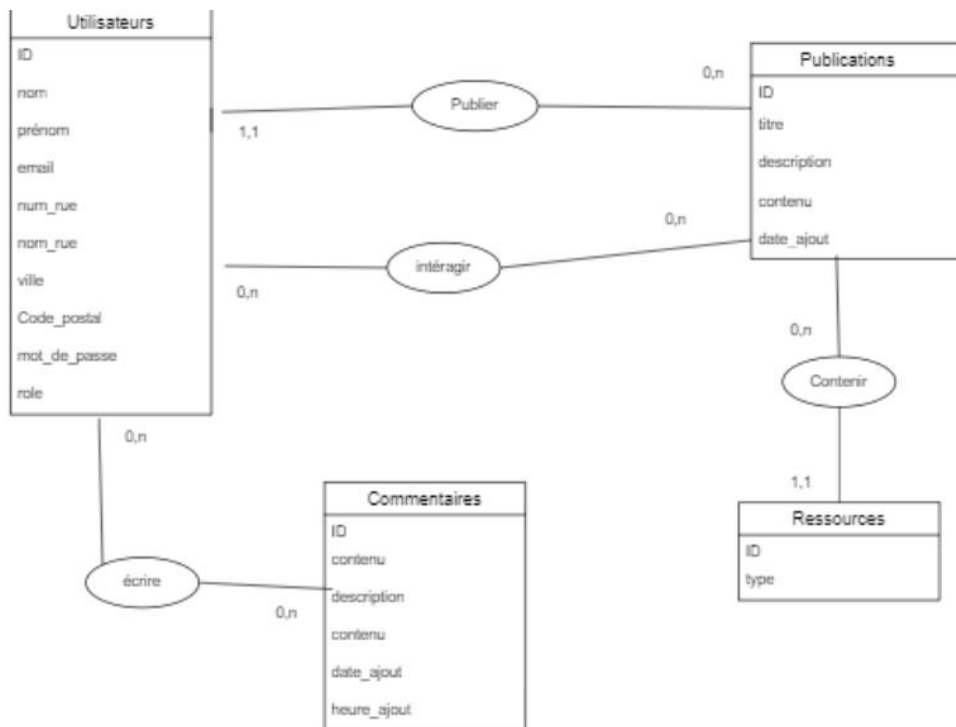 Utilisateurs
ID
nom
prénom
email
num_rue
nom_rue
ville
Code_postal
mot_de_passe
role
1,1
Publier
0,n
Publications
ID
titre
description
contenu
date_ajout
0,n
intéragir
0,n
0,n
Contenir
1,1
Ressources
ID
type
0,n
écrire
0,n
Commentaires
ID
contenu
description
contenu
date_ajout
heure_ajout